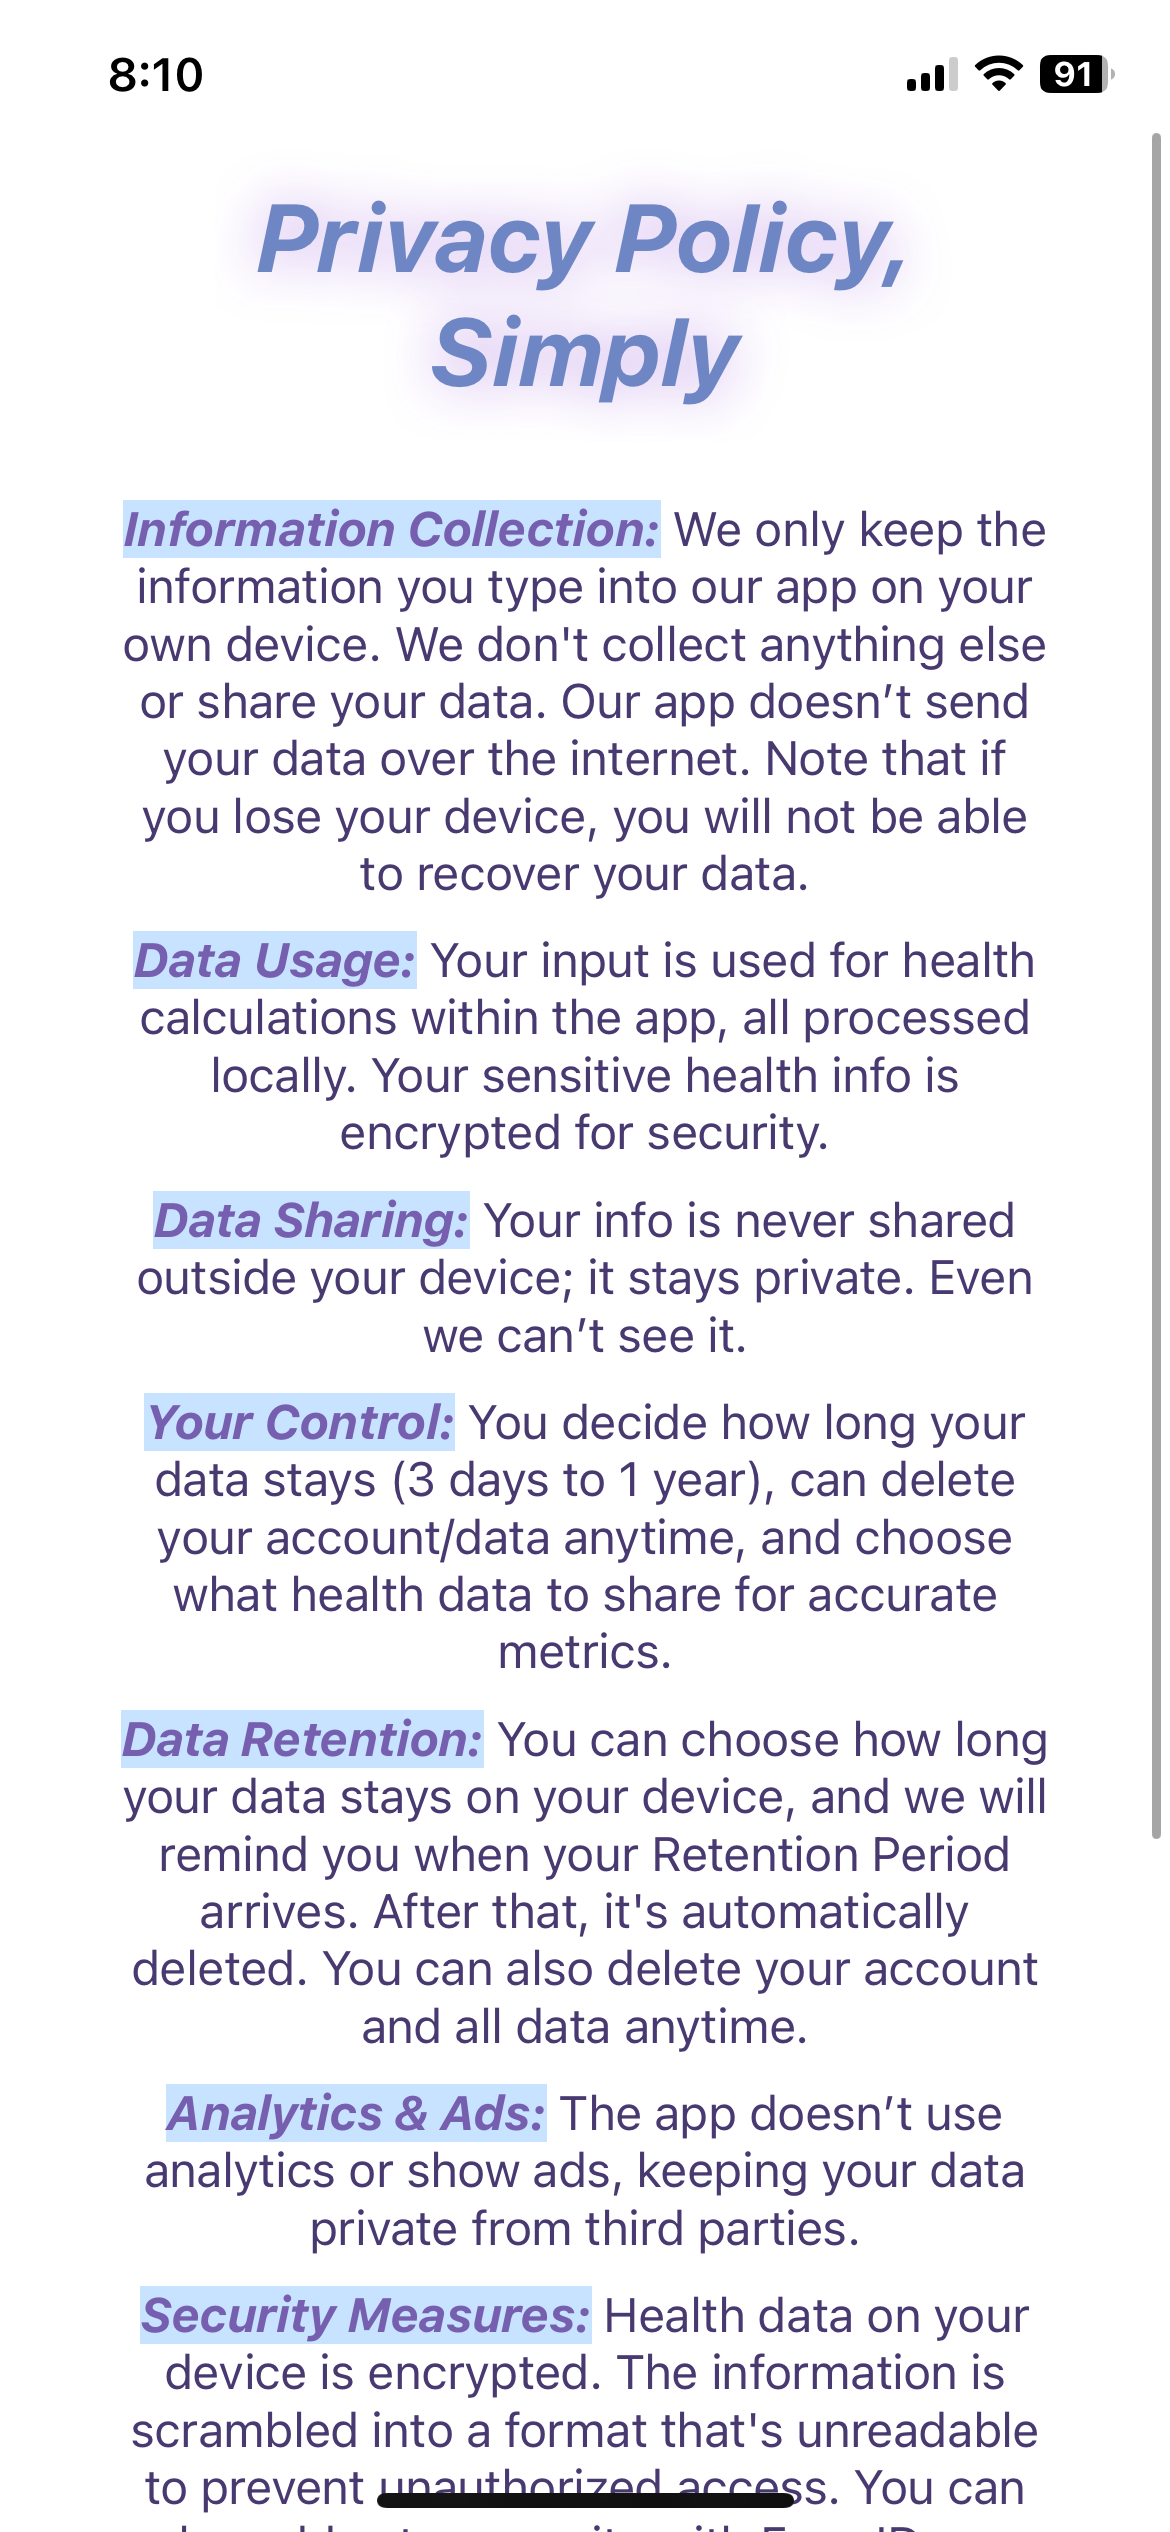 8:10
91
Privacy Policy,
Simply
Information Collection: We only keep the
information you type into our app on your
own device. We don't collect anything else
or share your data. Our app doesn’t send
your data over the internet. Note that if
you lose your device, you will not be able
to recover your data.
Data Usage: Your input is used for health
calculations within the app, all processed
locally. Your sensitive health info is
encrypted for security.
Data Sharing: Your info is never shared
outside your device; it stays private. Even
we can’t see it.
Your Control: You decide how long your
data stays (3 days to 1 year), can delete
your account/data anytime, and choose
what health data to share for accurate
metrics.
Data Retention: You can choose how long
your data stays on your device, and we will
remind you when your Retention Period
arrives. After that, it's automatically
deleted. You can also delete your account
and all data anytime.
Analytics & Ads: The app doesn’t use
analytics or show ads, keeping your data
private from third parties.
Security Measures: Health data on your
device is encrypted. The information is
scrambled into a format that's unreadable
to prevent unauthorized access. You can